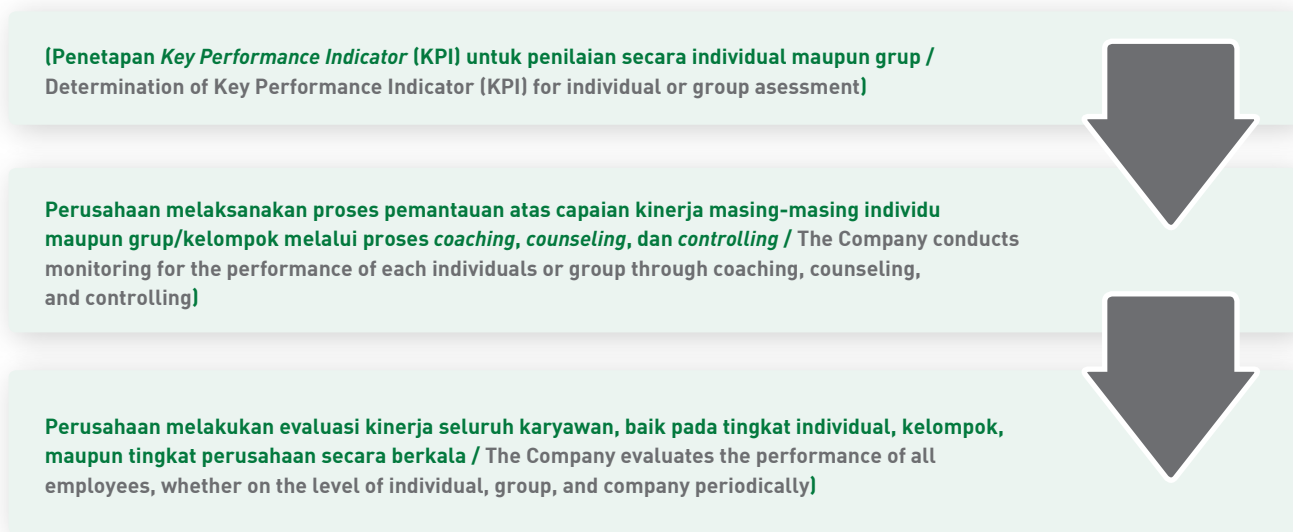 (Penetapan Key Performance Indicator (KPI) untuk penilaian secara individual maupun grup /
Determination of Key Performance Indicator (KPI) for individual or group asessment)
Perusahaan melaksanakan proses pemantauan atas capaian kinerja masing-masing individu
maupun grup/kelompok melalui proses coaching, counseling, dan controlling / The Company conducts
monitoring for the performance of each individuals or group through coaching, counseling,
and controlling)
Perusahaan melakukan evaluasi kinerja seluruh karyawan, baik pada tingkat individual, kelompok,
maupun tingkat perusahaan secara berkala / The Company evaluates the performance of all
employees, whether on the level of individual, group, and company periodically)